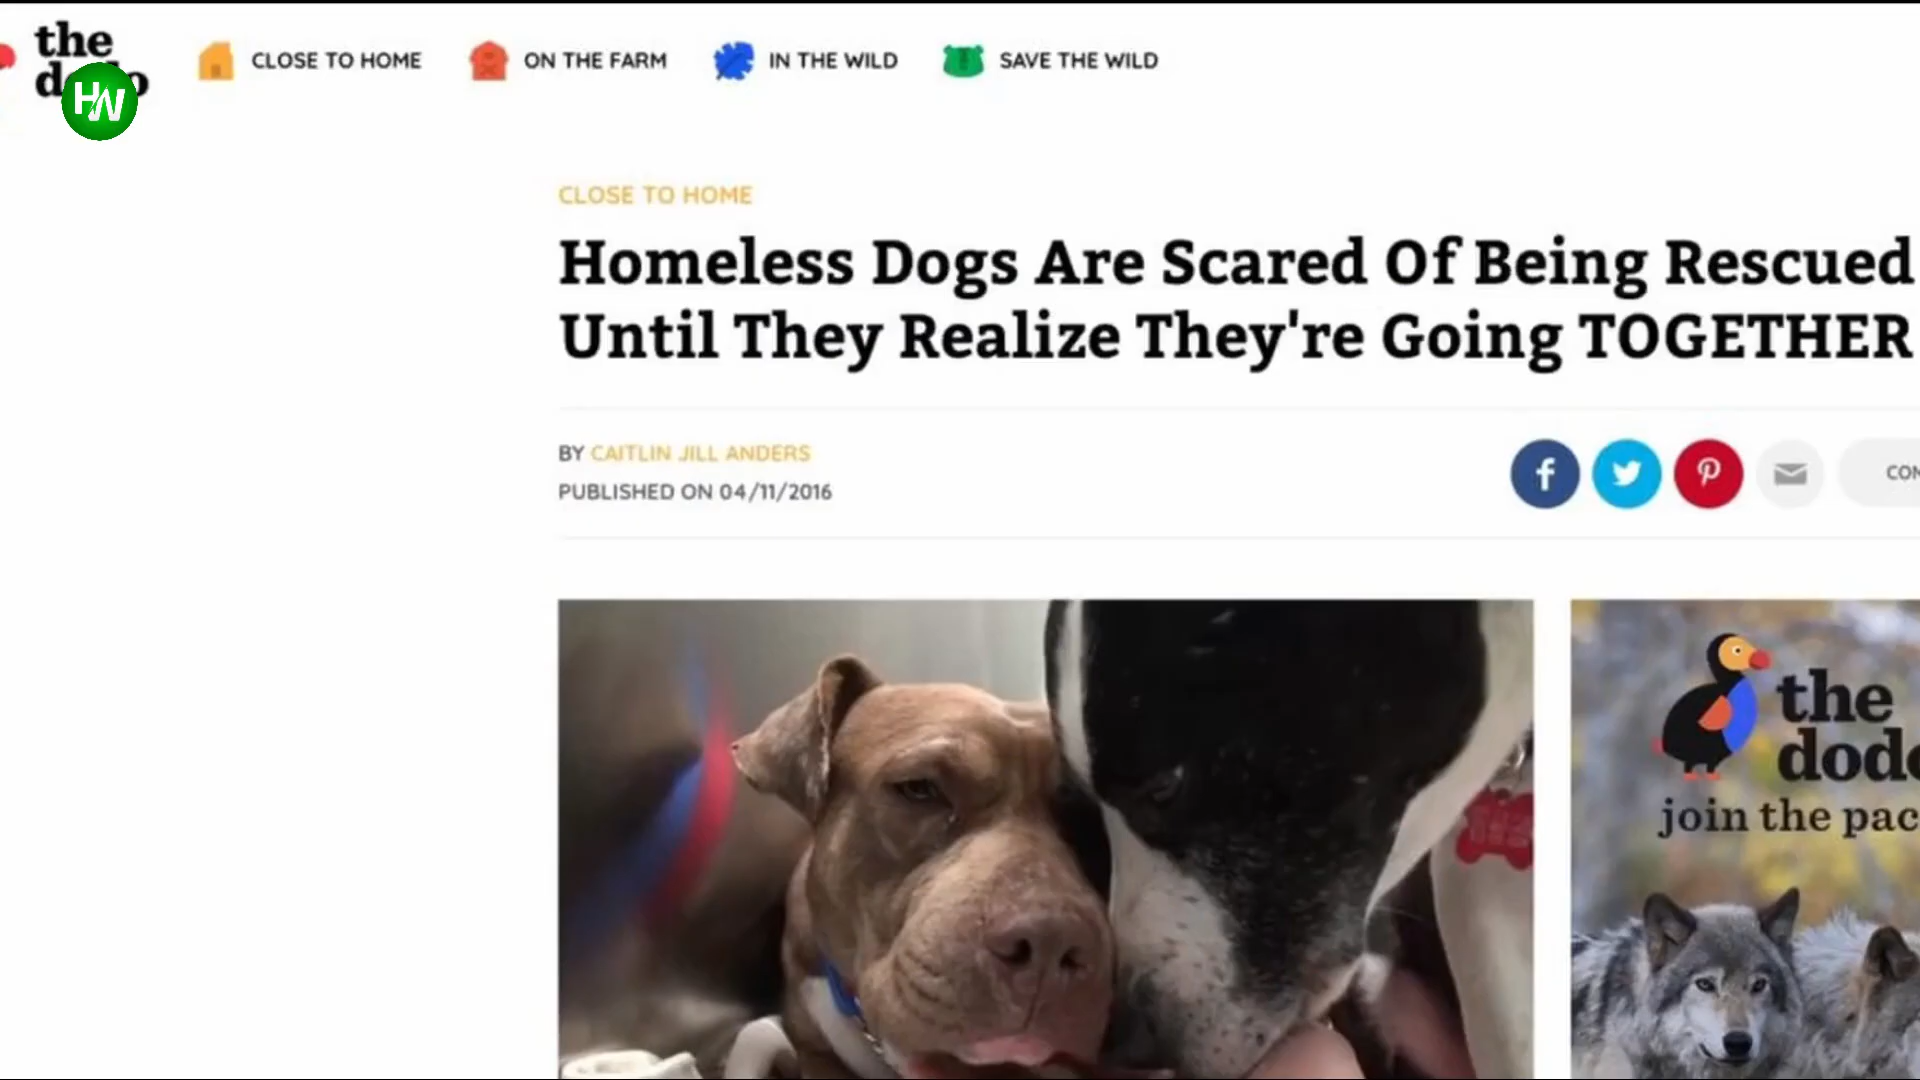 the
HW
CLOSE TO HOME
ON THE FARM
IN THE WILD
SAVE THE WILD
CLOSE TO HOME
Homeless Dogs Are Scared Of Being Rescued
Until They Realize They're Going TOGETHER
BY CAITLIN JILL ANDERS
PUBLISHED ON 04/11/2016
f
the
join the